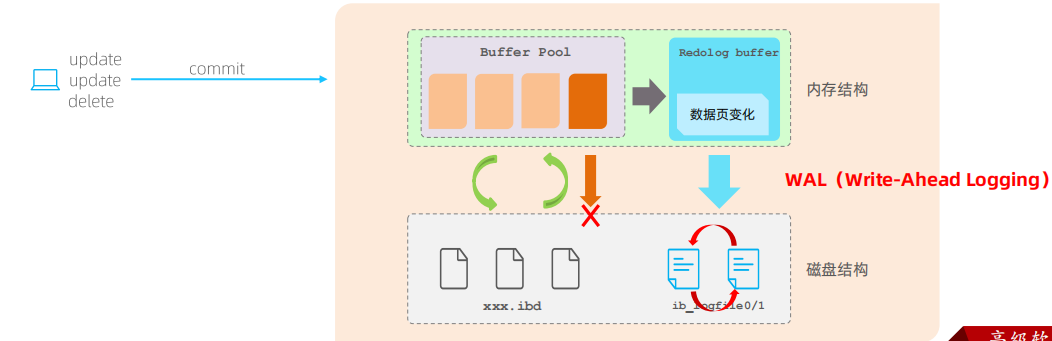 update
update
delete
commit
Buffer Pool
Redolog buffer
数据页变化
内存结构
WAL（Write-Ahead Logging）
磁盘结构
xxx.ibd
ib_logfile0/1
高级软